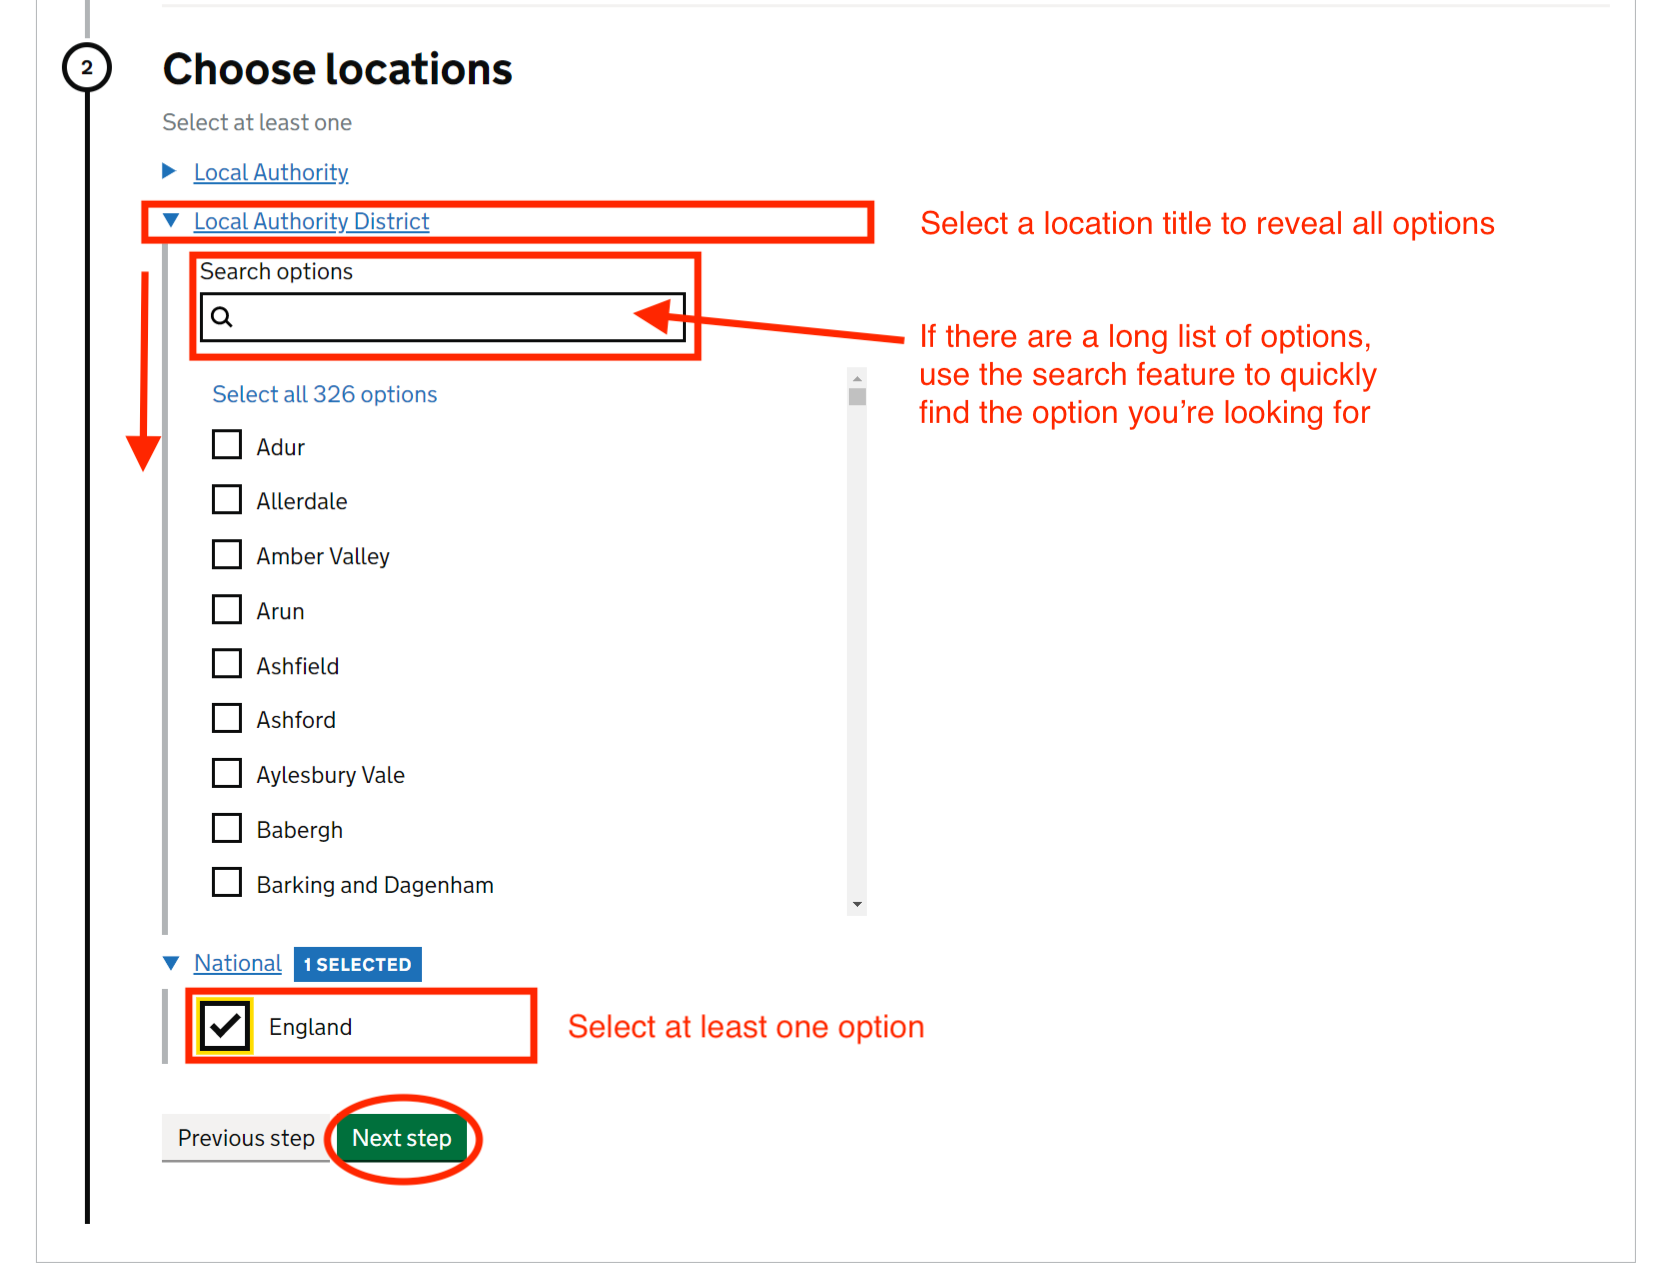 2
Choose locations
Select at least one
Local Authority
Local Authority District
Select a location title to reveal all options
Search options
If there are a long list of options,
use the search feature to quickly
find the option you’re looking for
Select all 326 options
Adur
Allerdale
Amber Valley
Arun
Ashfield
Ashford
Aylesbury Vale
Babergh
Barking and Dagenham
National 1 SELECTED
England
Select at least one option
Previous step Next step